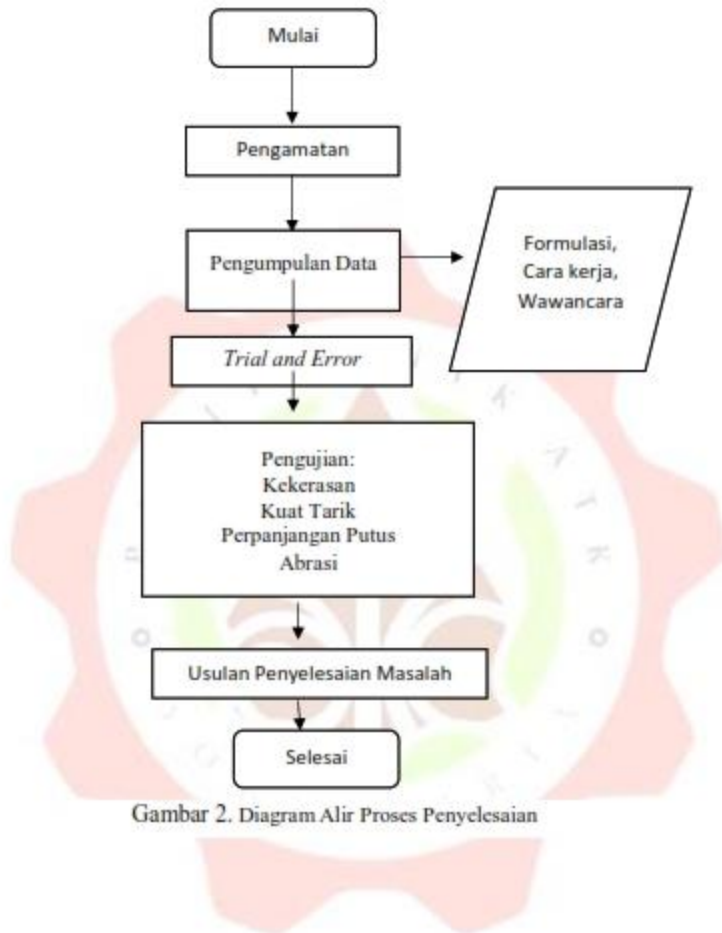 Mulai
Pengamatan
Pengumpulan Data
Formulasi,
Cara kerja,
Wawancara
Trial and Error
Pengujian:
Kekerasan
Kuat Tarik
Perpanjangan Putus
Abrasi
Usulan Penyelesaian Masalah
Selesai
Gambar 2. Diagram Alir Proses Penyelesaian